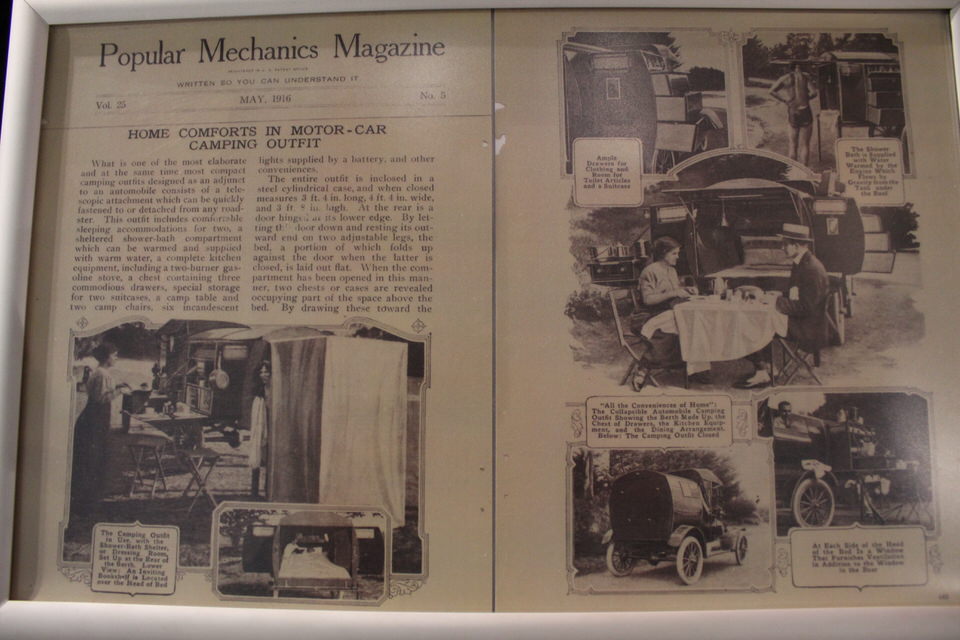 Popular Mechanics Magazine
WRITTEN SO YOU CAN UNDERSTAND IT
Vol. 25
MAY, 1916
No. 5
HOME COMFORTS IN MOTOR-CAR
CAMPING OUTFIT
What is one of the most elaborate
and at the same time most compact
camping outfits designed as an adjunct
to an automobile consists of a tele-
scopic attachment which can be quickly
fastened to or detached from any road-
ster. This outfit includes comfortable
sleeping accommodations for two, a
sheltered shower-bath compartment
which can be warmed and supplied
with warm water, a complete kitchen
equipment, including a two-burner gas-
oline stove, a chest containing three
commodious drawers, special storage
for two suitcases, a camp table and
two camp chairs, six incandescent
lights supplied by a battery, and other
conveniences.
The entire outfit is inclosed in a
steel cylindrical case, and when closed
measures 3 ft. 4 in. long, 4 ft. 4 in. wide,
and 3 ft. 8 in. high. At the rear is a
door hinged at its lower edge. By let-
ting the door down and resting its out-
ward end on two adjustable legs, the
bed, a portion of which folds up
against the door when the latter is
closed, is laid out flat. When the com-
partment has been opened in this man-
ner, two chests or cases are revealed
occupying part of the space above the
bed. By drawing these toward the
The Camping Outfit
in Use, with the
Shower-Bath Shelter,
or Dressing Room,
Set Up at the Rear of
the Berth. Lower
View: An Inviting
Bookshelf is Located
over the Head of Bed
Ample
Drawers for
Clothing and
Room for
Toilet Articles
and a Suitcase
The Shower
Bath is Supplied
with Water
Warmed by the
Engine Which
Flows by
Gravity from the
Tank under
the Roof
"All the Conveniences of Home":
The Collapsible Automobile Camping
Outfit Showing the Berth Made Up, the
Chest of Drawers, the Kitchen Equip-
ment, and the Dining Arrangement.
Below: The Camping Outfit Closed
At Each Side of the Head
of the Bed Is a Window
That Furnishes Ventilation
in Addition to the Window
in the Rear